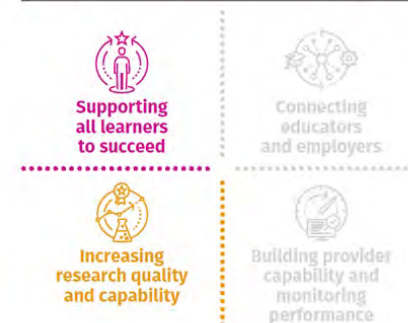 Supporting
all learners
to succeed
Connecting
educators
and employers
Increasing
research quality
and capability
Building provider
capability and
monitoring
performance